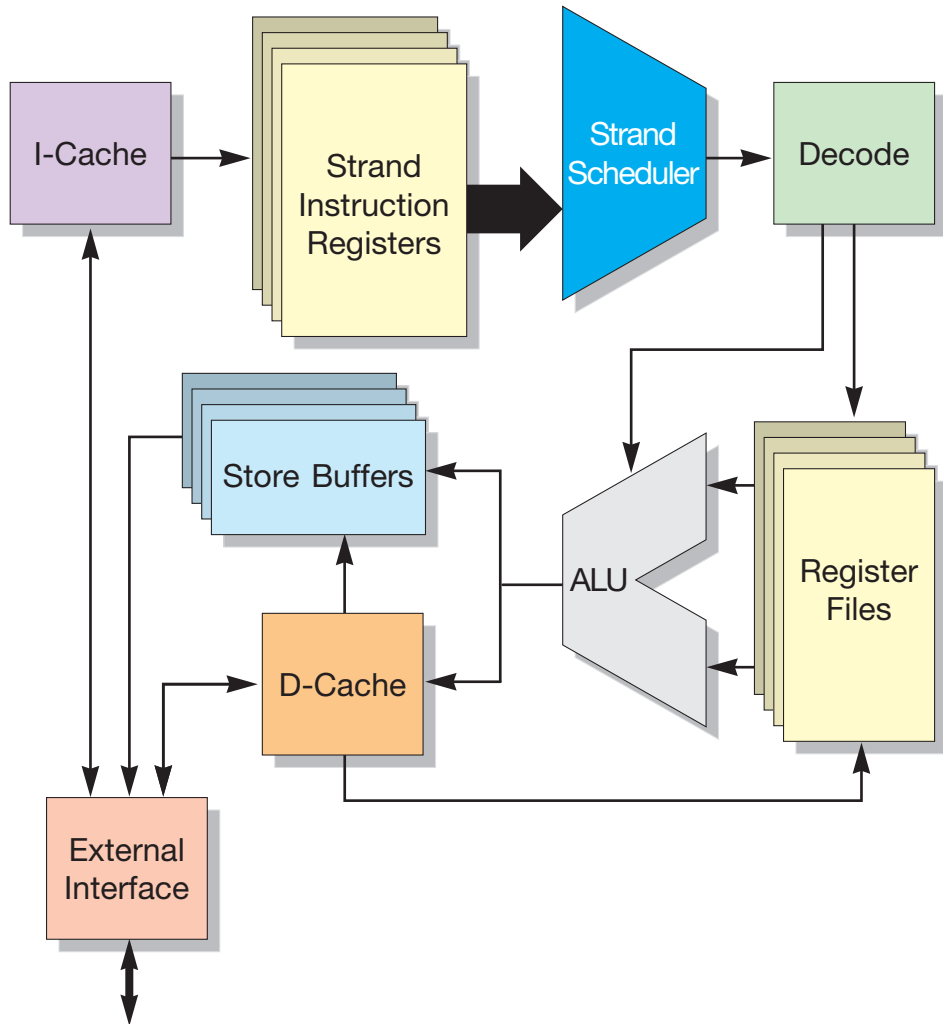 I-Cache
Strand
Instruction
Registers
Strand
Scheduler
Decode
Store Buffers
ALU
Register
Files
D-Cache
External
Interface